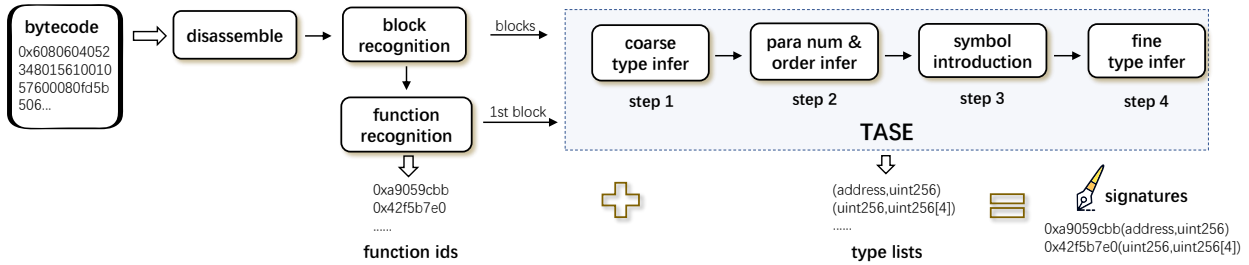 bytecode
0x6080604052
348015610010
57600080fd5b
506...
disassemble
block
recognition
function
recognition
blocks
1st block
coarse
type infer
step 1
para num &
order infer
step 2
symbol
introduction
step 3
fine
type infer
step 4
TASE
0xa9059cbb
0x42f5b7e0
......
function ids
(address,uint256)
(uint256,uint256[4])
......
type lists
signatures
0xa9059cbb(address,uint256)
0x42f5b7e0(uint256,uint256[4])